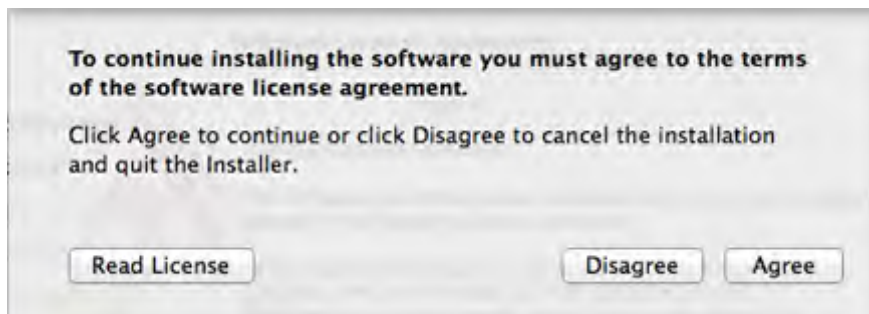 To continue installing the software you must agree to the terms
of the software license agreement.
Click Agree to continue or click Disagree to cancel the installation
and quit the Installer.
Read License
Disagree
Agree